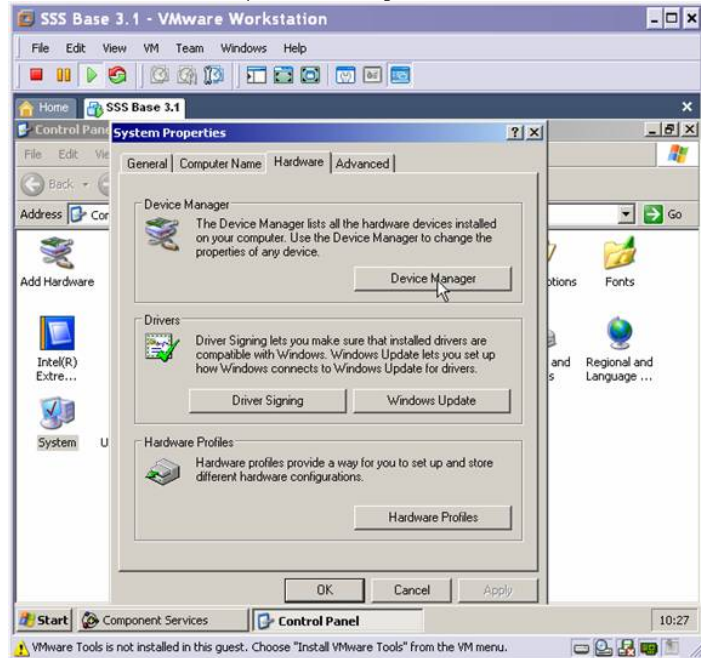 SSS Base 3.1 - VMware Workstation
File Edit View VM Team Windows Help
Home SSS Base 3.1
Control Pane
System Properties
File Edit Vie
General Computer Name Hardware Advanced
Back
Address Cor
Go
Device Manager
The Device Manager lists all the hardware devices installed
on your computer. Use the Device Manager to change the
properties of any device.
Device Manager
Add Hardware
ptions
Fonts
Drivers
Driver Signing lets you make sure that installed drivers are
compatible with Windows. Windows Update lets you set up
how Windows connects to Windows Update for drivers.
Driver Signing Windows Update
Intel(R)
Extre...
and
s
Regional and
Language ...
System U
Hardware Profiles
Hardware profiles provide a way for you to set up and store
different hardware configurations.
Hardware Profiles
OK Cancel Apply
Start Component Services Control Panel 10:27
VMware Tools is not installed in this guest. Choose "Install VMware Tools" from the VM menu.